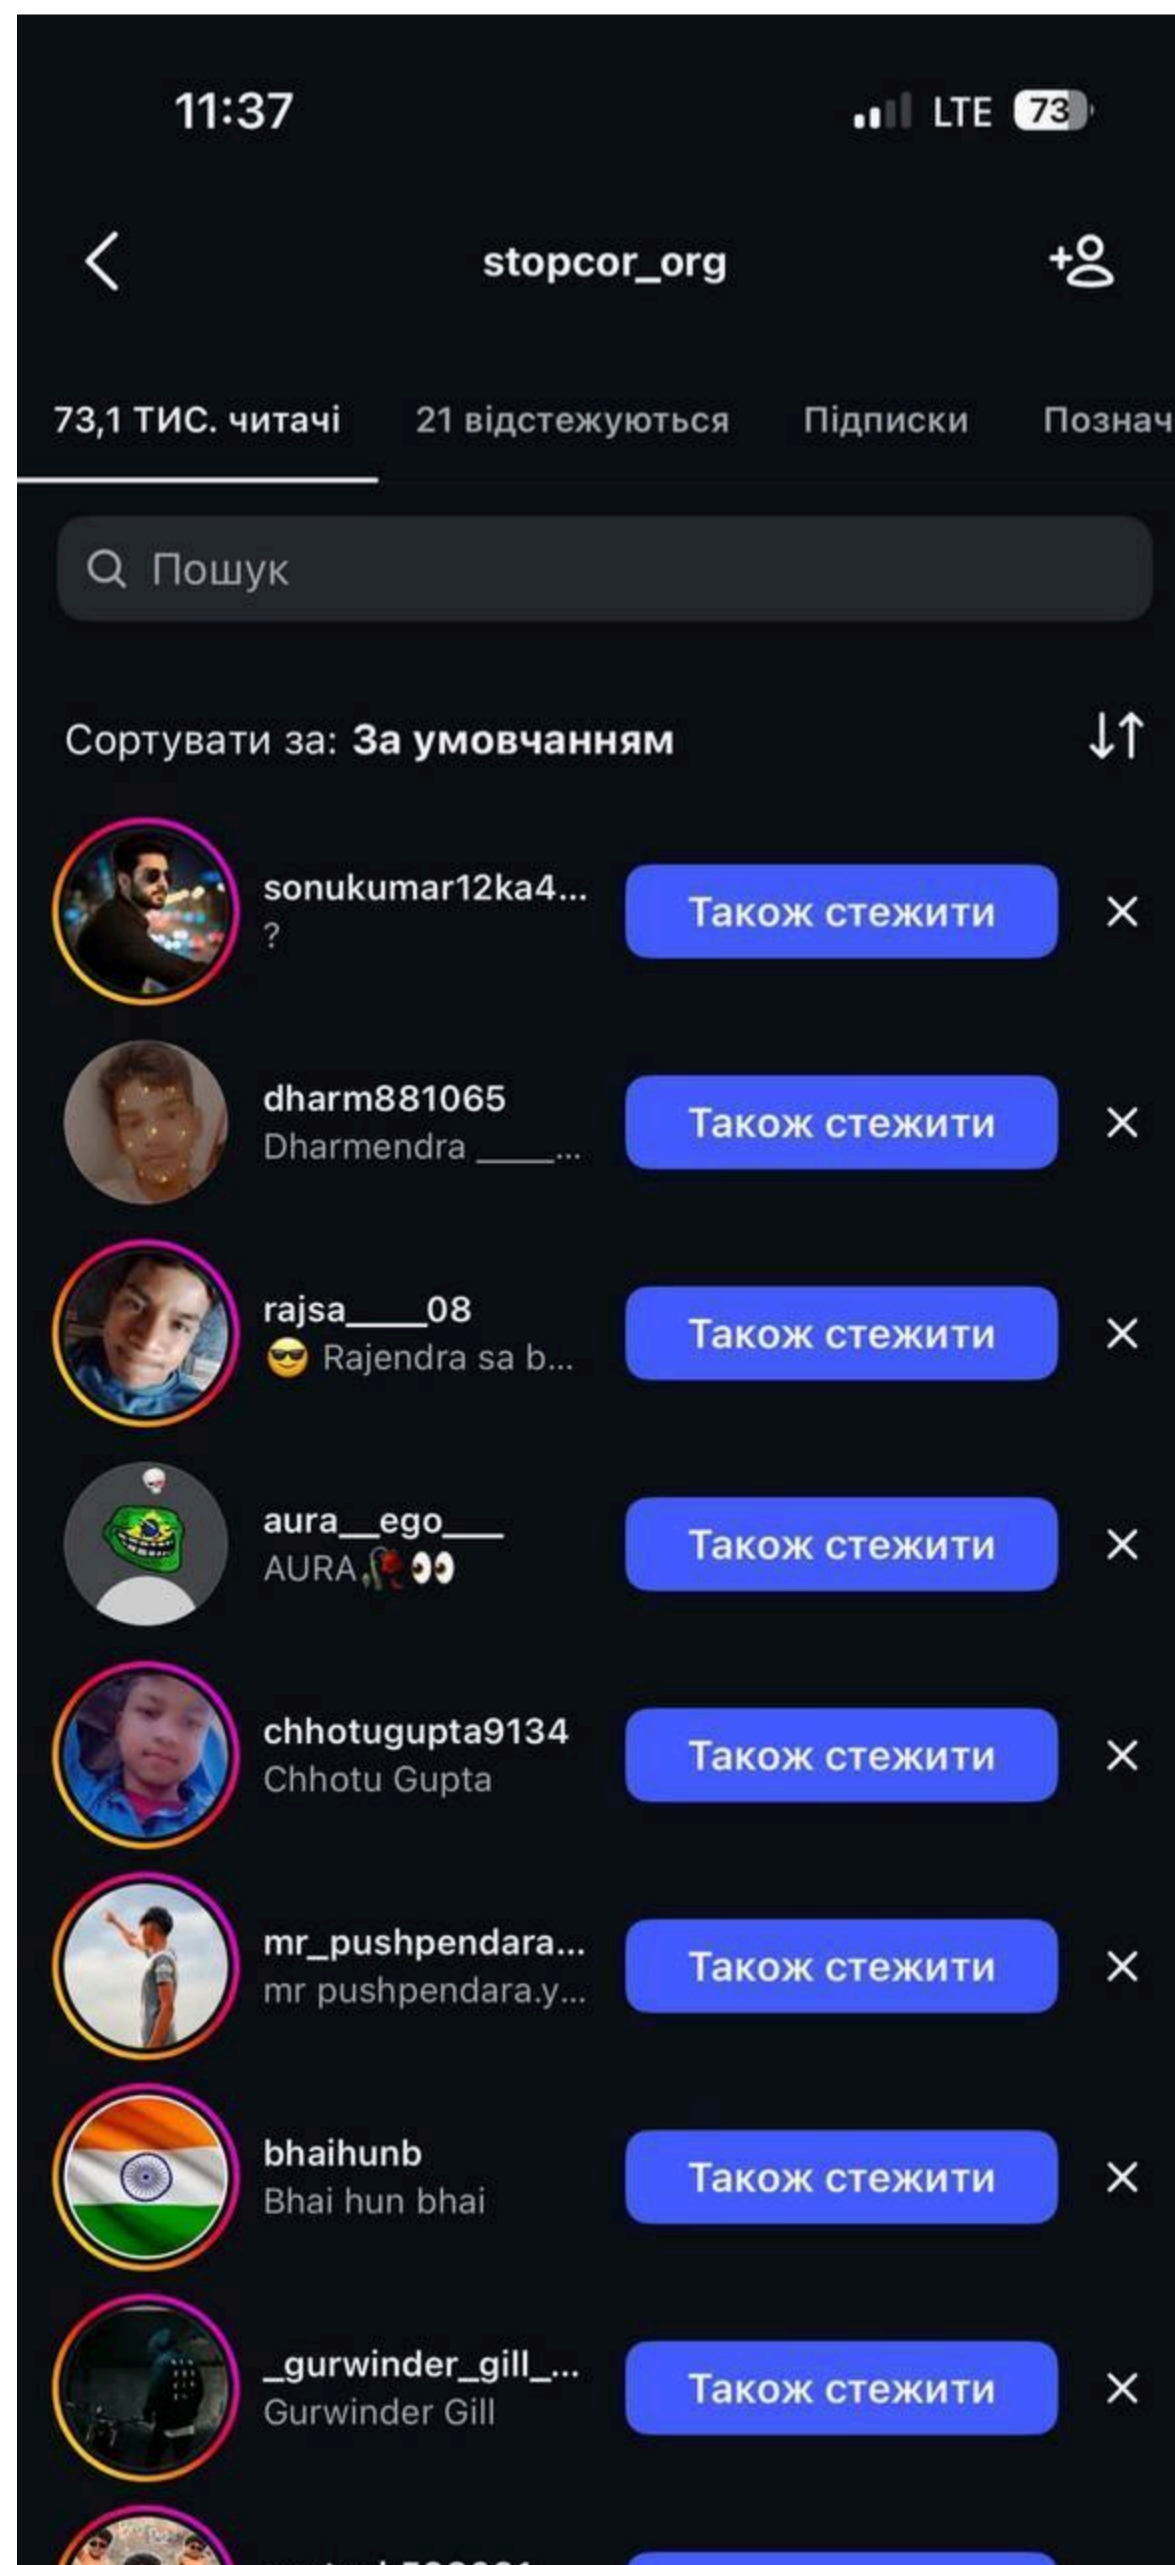 11:37
LTE 73
stopcor_org
73,1 ТИС. читачі 21 відстежуються Підписки Познач
Пошук
Сортувати за: За умовчанням
sonukumar12ka4... Також стежити
?
dharm881065 Також стежити
Dharmendra ____...
rajsa____08 Також стежити
😎 Rajendra sa b...
aura__ego___ Також стежити
AURA🥀👀
chhotugupta9134 Також стежити
Chhotu Gupta
mr_pushpendara... Також стежити
mr pushpendara.y...
bhaihunb Також стежити
Bhai hun bhai
_gurwinder_gill_... Також стежити
Gurwinder Gill